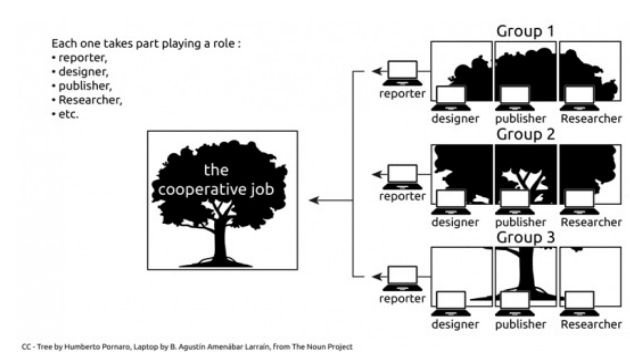 Each one takes part playing a role :
• reporter,
• designer,
• publisher,
• Researcher,
• etc.
the
cooperative job
Group 1
reporter
designer publisher Researcher
Group 2
reporter
designer publisher Researcher
Group 3
reporter
designer publisher Researcher
CC - Tree by Humberto Pornaro, Laptop by B. Agustín Amenábar Larraín, from The Noun Project